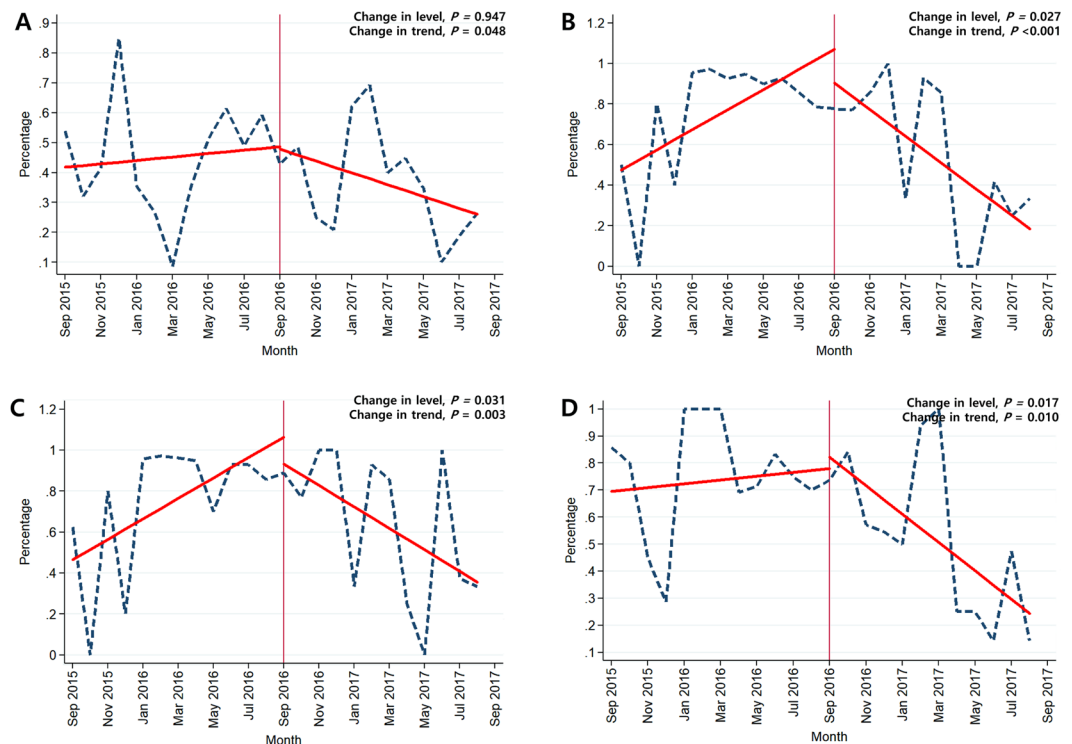 A
Change in level, P = 0.947
Change in trend, P = 0.048
Percentage
.9
.8
.7
.6
.5
.4
.3
.2
.1
Sep 2015
Nov 2015
Jan 2016
Mar 2016
May 2016
Jul 2016
Sep 2016
Nov 2016
Jan 2017
Mar 2017
May 2017
Jul 2017
Sep 2017
Month
B
Change in level, P = 0.027
Change in trend, P <0.001
Percentage
1.2
1
.8
.6
.4
.2
0
Sep 2015
Nov 2015
Jan 2016
Mar 2016
May 2016
Jul 2016
Sep 2016
Nov 2016
Jan 2017
Mar 2017
May 2017
Jul 2017
Sep 2017
Month
C
Change in level, P = 0.031
Change in trend, P = 0.003
Percentage
1.2
1
.8
.6
.4
.2
0
Sep 2015
Nov 2015
Jan 2016
Mar 2016
May 2016
Jul 2016
Sep 2016
Nov 2016
Jan 2017
Mar 2017
May 2017
Jul 2017
Sep 2017
Month
D
Change in level, P = 0.017
Change in trend, P = 0.010
Percentage
1
.9
.8
.7
.6
.5
.4
.3
.2
.1
Sep 2015
Nov 2015
Jan 2016
Mar 2016
May 2016
Jul 2016
Sep 2016
Nov 2016
Jan 2017
Mar 2017
May 2017
Jul 2017
Sep 2017
Month